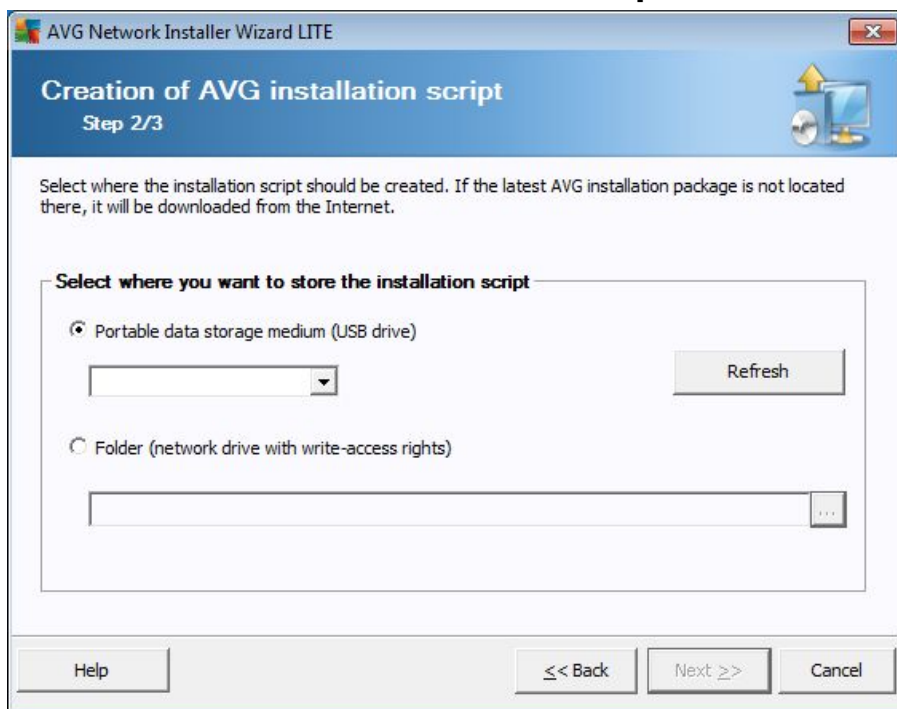 AVG Network Installer Wizard LITE
Creation of AVG installation script
Step 2/3
Select where the installation script should be created. If the latest AVG installation package is not located
there, it will be downloaded from the Internet.
Select where you want to store the installation script
Portable data storage medium (USB drive)
Refresh
Folder (network drive with write-access rights)
...
Help
<< Back
Next >>
Cancel